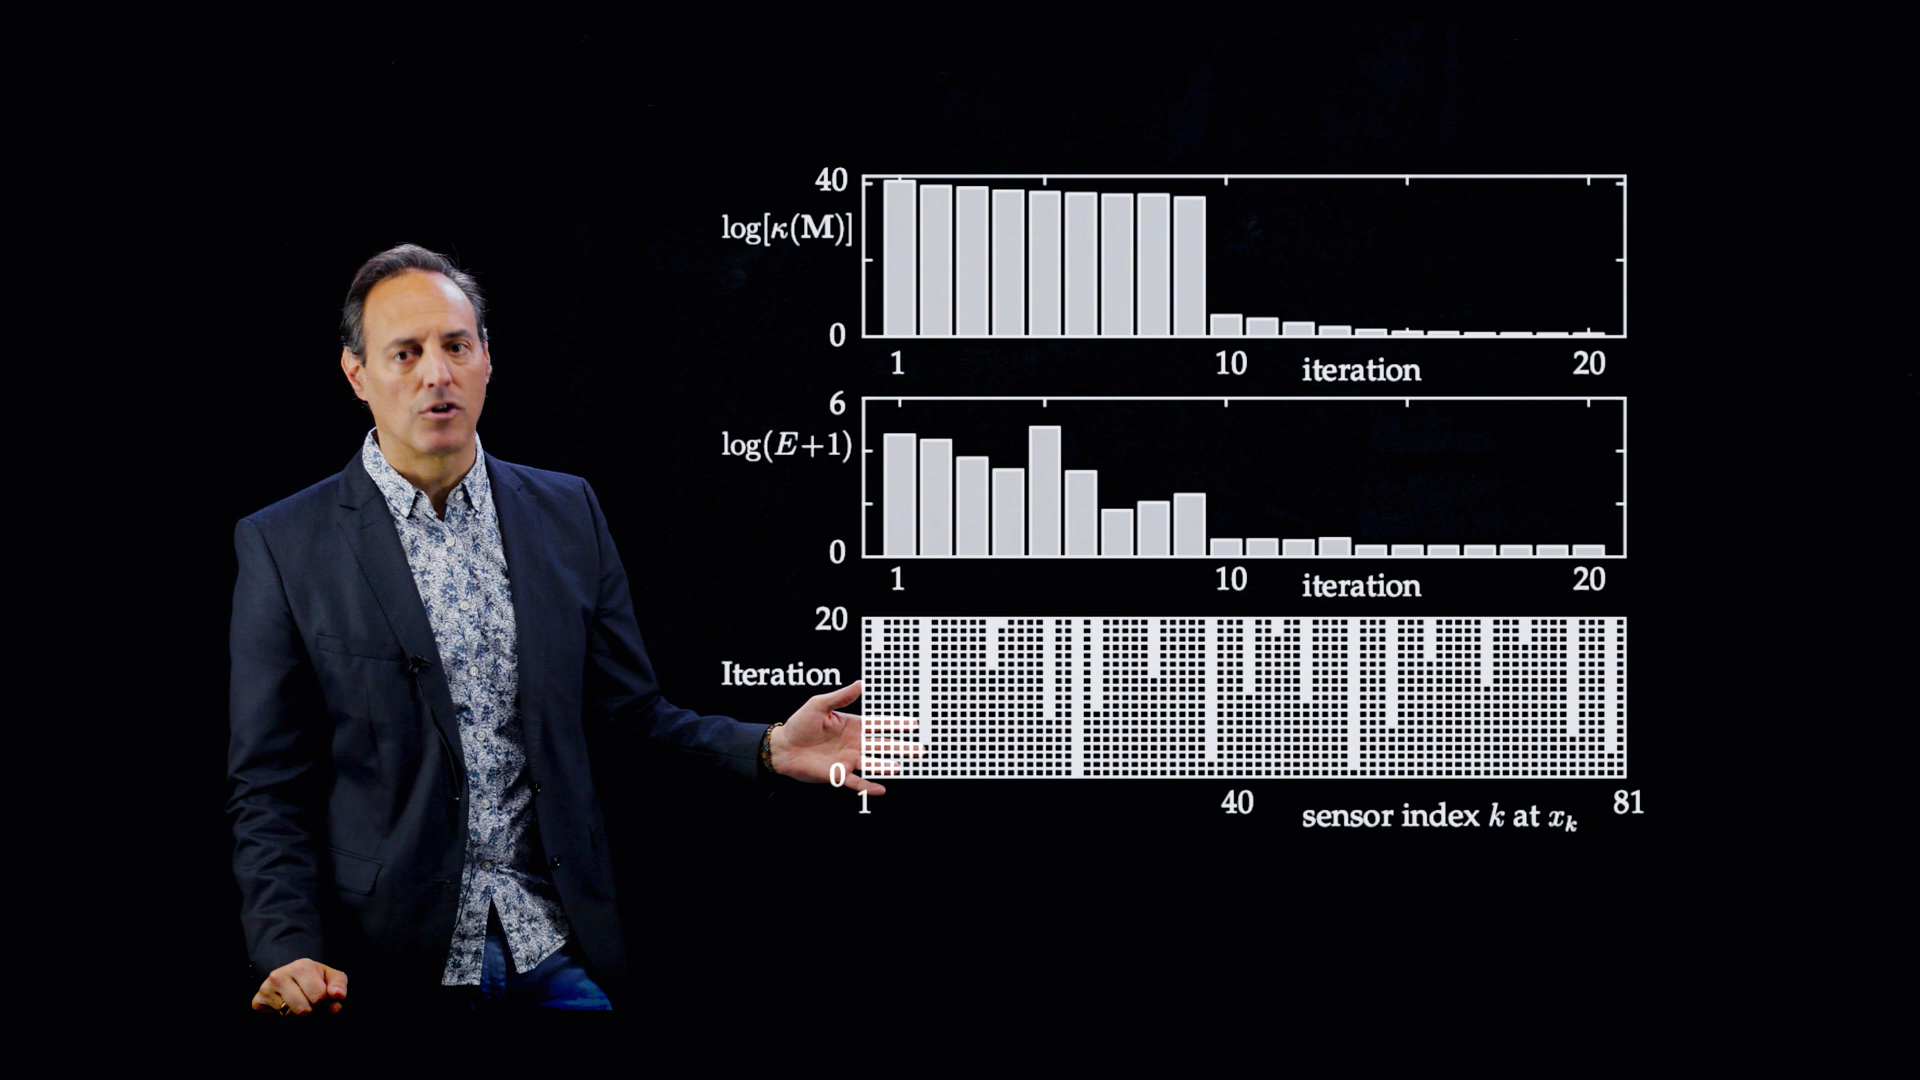 40
log[κ(M)]
0
1 10 iteration 20
6
log(E+1)
0
1 10 iteration 20
20
Iteration
0
1 40 sensor index k at xₖ 81